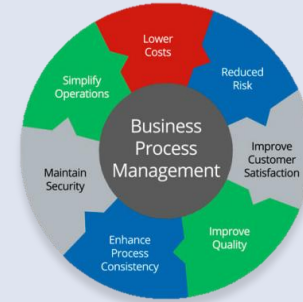 Business
Process
Management
Lower
Costs
Reduced
Risk
Improve
Customer
Satisfaction
Improve
Quality
Enhance
Process
Consistency
Maintain
Security
Simplify
Operations